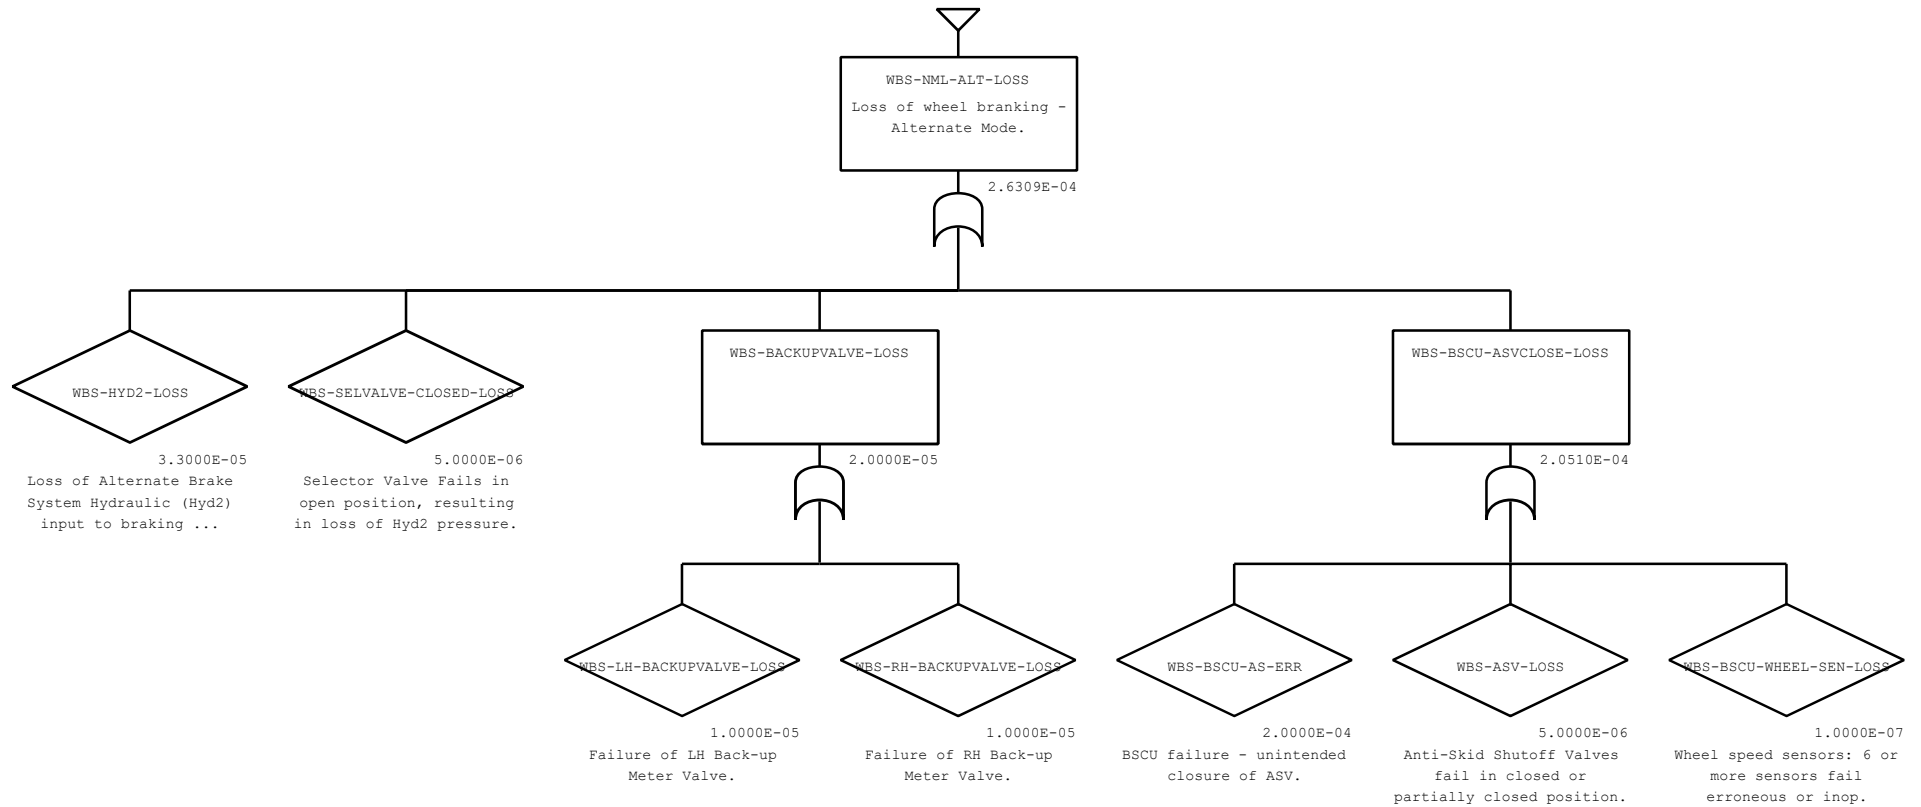 WBS-NML-ALT-LOSS
Loss of wheel branking -
Alternate Mode.
2.6309E-04
WBS-HYD2-LOSS
3.3000E-05
Loss of Alternate Brake
System Hydraulic (Hyd2)
input to braking ...
WBS-SELVALVE-CLOSED-LOSS
5.0000E-06
Selector Valve Fails in
open position, resulting
in loss of Hyd2 pressure.
WBS-BACKUPVALVE-LOSS
2.0000E-05
WBS-BSCU-ASVCLOSE-LOSS
2.0510E-04
WBS-LH-BACKUPVALVE-LOSS
1.0000E-05
Failure of LH Back-up
Meter Valve.
WBS-RH-BACKUPVALVE-LOSS
1.0000E-05
Failure of RH Back-up
Meter Valve.
WBS-BSCU-AS-ERR
2.0000E-04
BSCU failure - unintended
closure of ASV.
WBS-ASV-LOSS
5.0000E-06
Anti-Skid Shutoff Valves
fail in closed or
partially closed position.
WBS-BSCU-WHEEL-SEN-LOSS
1.0000E-07
Wheel speed sensors: 6 or
more sensors fail
erroneous or inop.